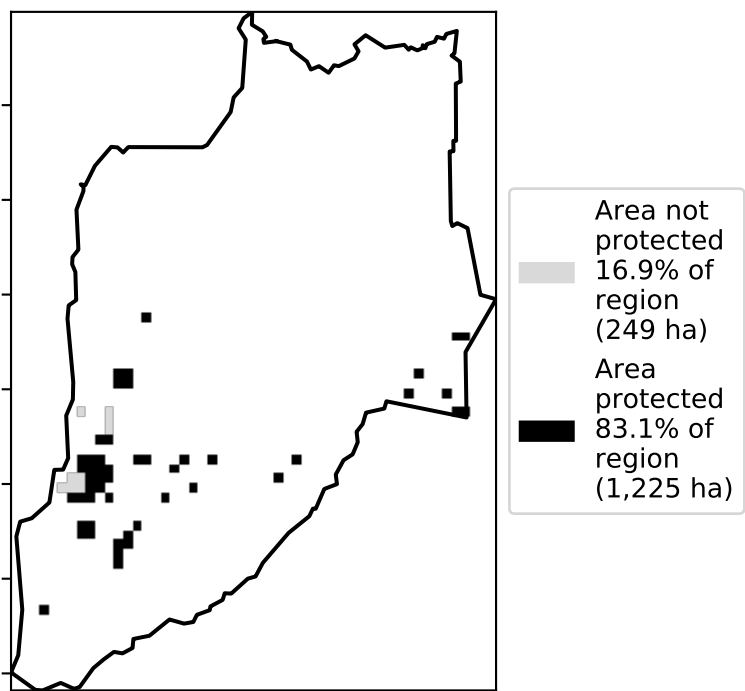 Area not
protected
16.9% of
region
(249 ha)
Area
protected
83.1% of
region
(1,225 ha)